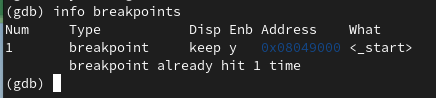 (gdb) info breakpoints
Num     Type           Disp Enb Address    What
1       breakpoint     keep y   0x08049000 <_start>
        breakpoint already hit 1 time
(gdb)